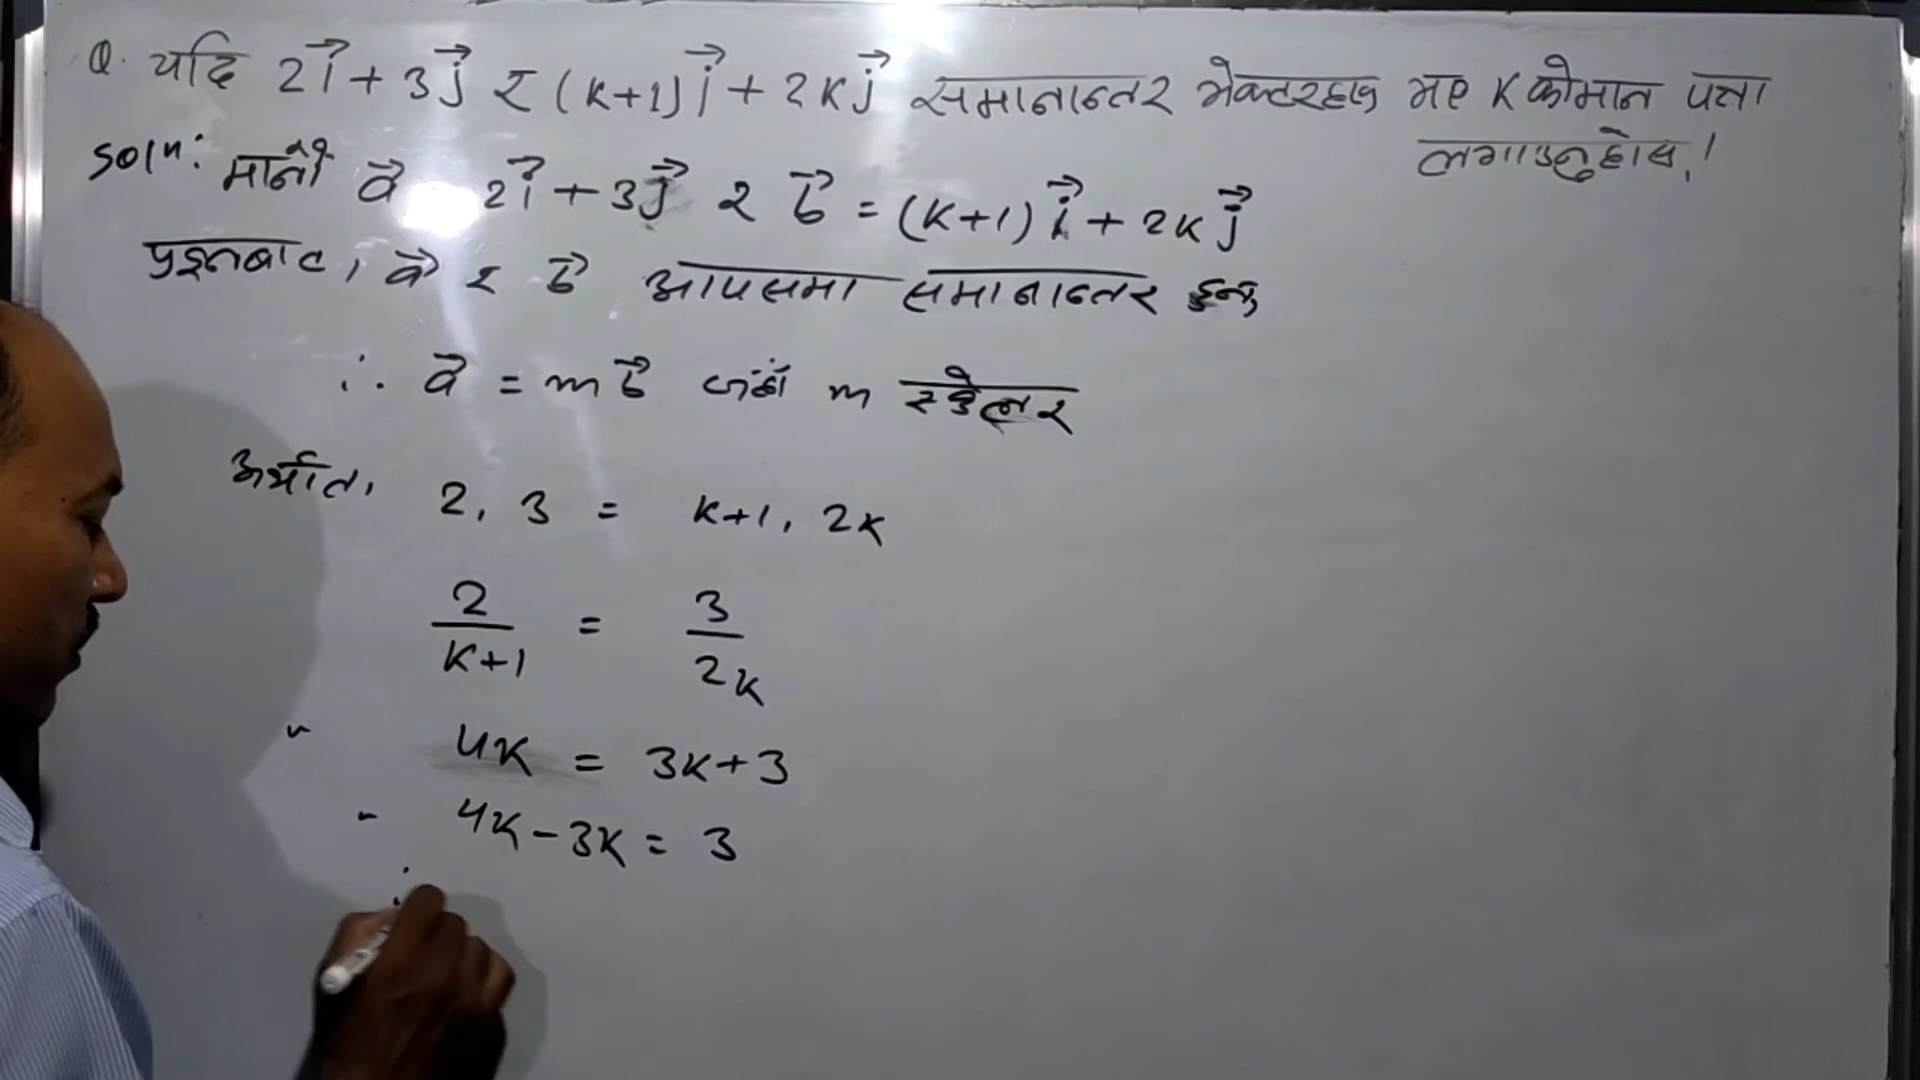 Q. यदि 2i⃗ + 3j⃗ र (k+1)i⃗ + 2kj⃗ समानान्तर भेक्टरहरू भए k को मान पत्ता
लगाउनुहोस् ।
Solⁿ: मानौं a⃗ 2i⃗ + 3j⃗ र b⃗ = (k+1)i⃗ + 2kj⃗
प्रश्नबाट, a⃗ र b⃗ आपसमा समानान्तर छन्
∴ a⃗ = mb⃗ जहाँ m स्केलर
अर्थात, 2, 3 = k+1, 2k
2/(k+1) = 3/2k
" 4k = 3k+3
" 4k - 3k = 3